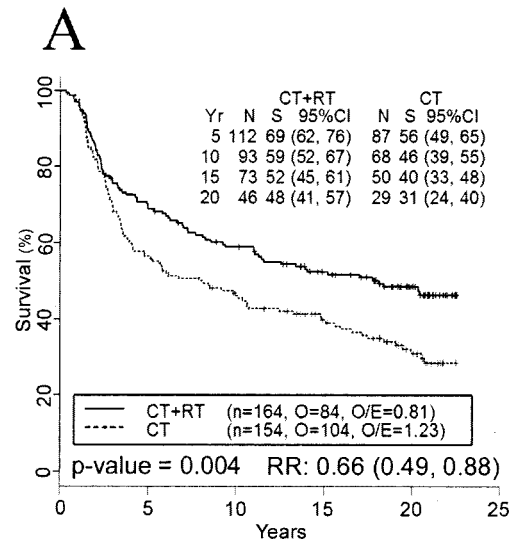 A
CT+RT CT
Yr N S 95%CI N S 95%CI
5 112 69 (62, 76) 87 56 (49, 65)
10 93 59 (52, 67) 68 46 (39, 55)
15 73 52 (45, 61) 50 40 (33, 48)
20 46 48 (41, 57) 29 31 (24, 40)
Survival (%)
100
80
60
40
20
0
CT+RT (n=164, O=84, O/E=0.81)
CT (n=154, O=104, O/E=1.23)
p-value = 0.004 RR: 0.66 (0.49, 0.88)
0 5 10 15 20 25
Years